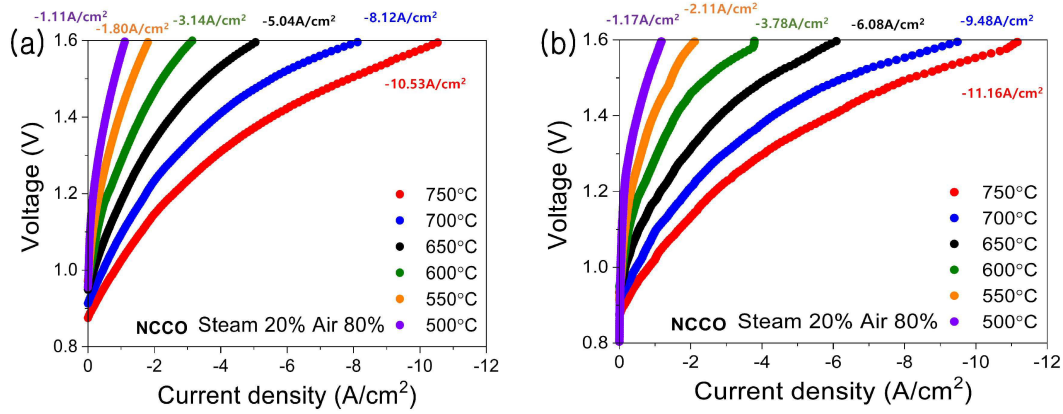 (a)
-1.11A/cm²
-1.80A/cm²
-3.14A/cm²
-5.04A/cm²
-8.12A/cm²
-10.53A/cm²
Voltage (V)
1.6
1.4
1.2
1.0
0.8
750°C
700°C
650°C
600°C
550°C
500°C
NCCO Steam 20% Air 80%
0 -2 -4 -6 -8 -10 -12
Current density (A/cm²)
(b)
-1.17A/cm²
-2.11A/cm²
-3.78A/cm²
-6.08A/cm²
-9.48A/cm²
-11.16A/cm²
Voltage (V)
1.6
1.4
1.2
1.0
0.8
750°C
700°C
650°C
600°C
550°C
500°C
NCCO Steam 20% Air 80%
0 -2 -4 -6 -8 -10 -12
Current density (A/cm²)